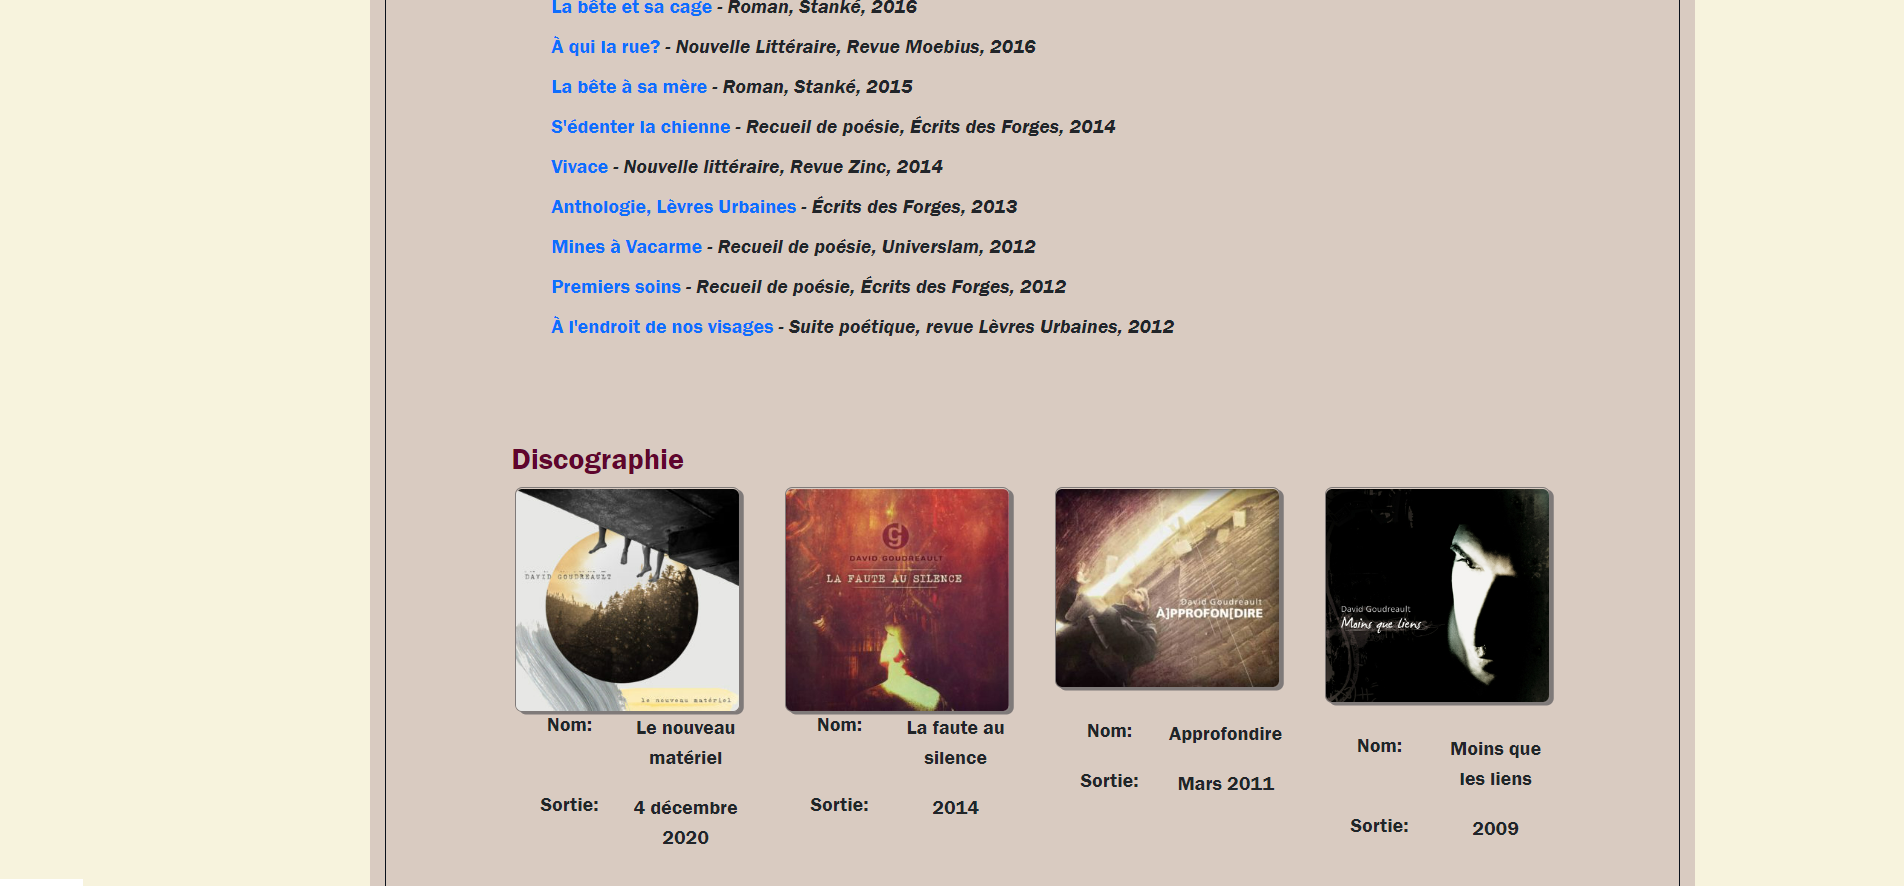 La bête et sa cage - Roman, Stanké, 2016
À qui la rue? - Nouvelle Littéraire, Revue Moebius, 2016
La bête à sa mère - Roman, Stanké, 2015
S'édenter la chienne - Recueil de poésie, Écrits des Forges, 2014
Vivace - Nouvelle littéraire, Revue Zinc, 2014
Anthologie, Lèvres Urbaines - Écrits des Forges, 2013
Mines à Vacarme - Recueil de poésie, Universlam, 2012
Premiers soins - Recueil de poésie, Écrits des Forges, 2012
À l'endroit de nos visages - Suite poétique, revue Lèvres Urbaines, 2012
Discographie
DAVID GOUDREAULT
le nouveau matériel
DAVID GOUDREAULT
LA FAUTE AU SILENCE
David Goudreault
À]PPROFON[DIRE
David Goudreault
Moins que liens
Nom: Le nouveau
matériel
Sortie: 4 décembre
2020
Nom: La faute au
silence
Sortie: 2014
Nom: Approfondire
Sortie: Mars 2011
Nom: Moins que
les liens
Sortie: 2009